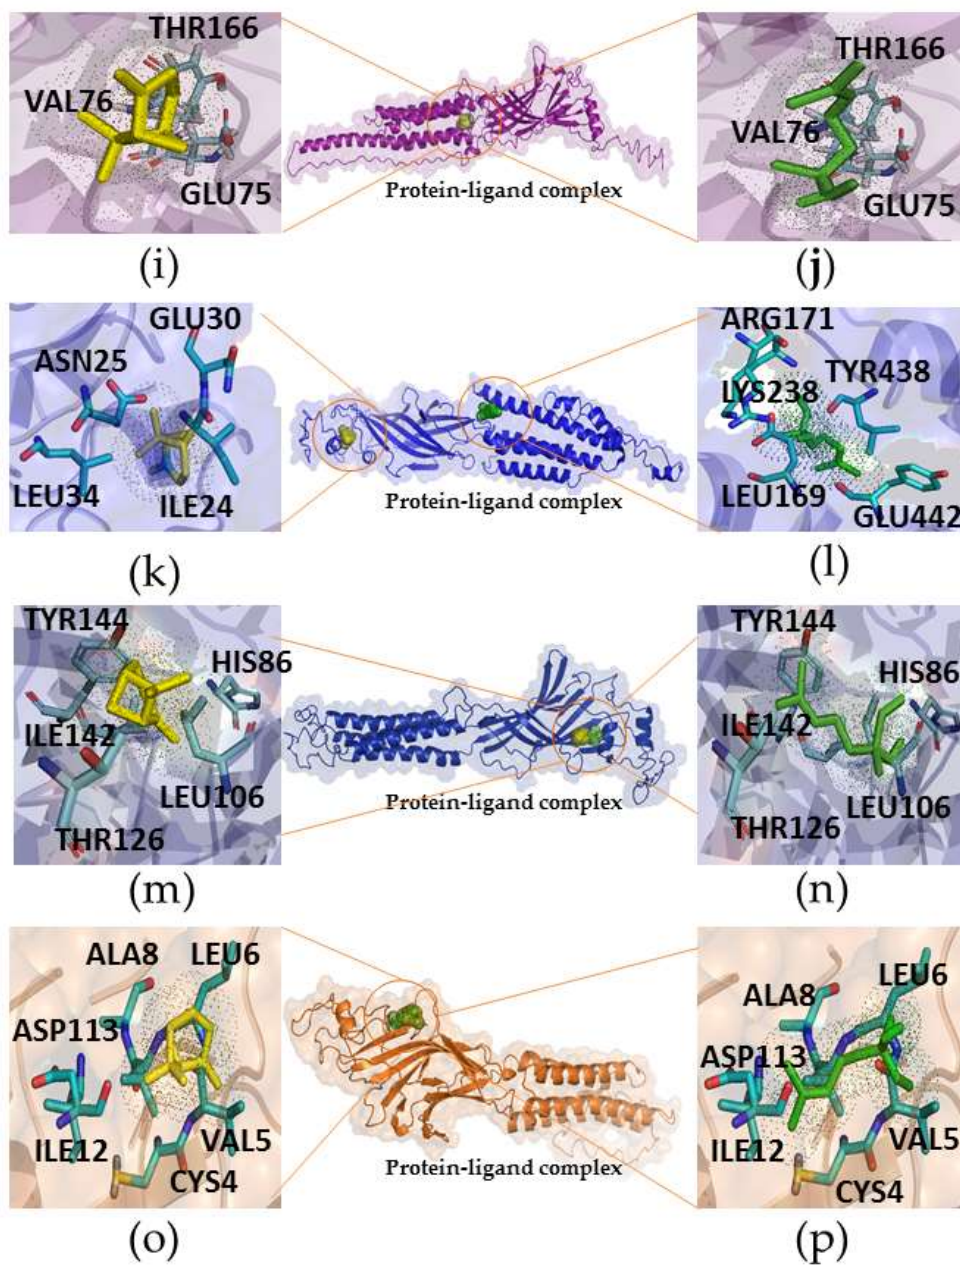 THR166
VAL76
GLU75
(i)
Protein-ligand complex
THR166
VAL76
GLU75
(j)
GLU30
ASN25
LEU34
ILE24
(k)
Protein-ligand complex
ARG171
LYS238
TYR438
LEU169
GLU442
(l)
TYR144
HIS86
ILE142
LEU106
THR126
(m)
Protein-ligand complex
TYR144
HIS86
ILE142
LEU106
THR126
(n)
ALA8
LEU6
ASP113
ILE12
VAL5
CYS4
(o)
Protein-ligand complex
LEU6
ALA8
ASP113
ILE12
VAL5
CYS4
(p)